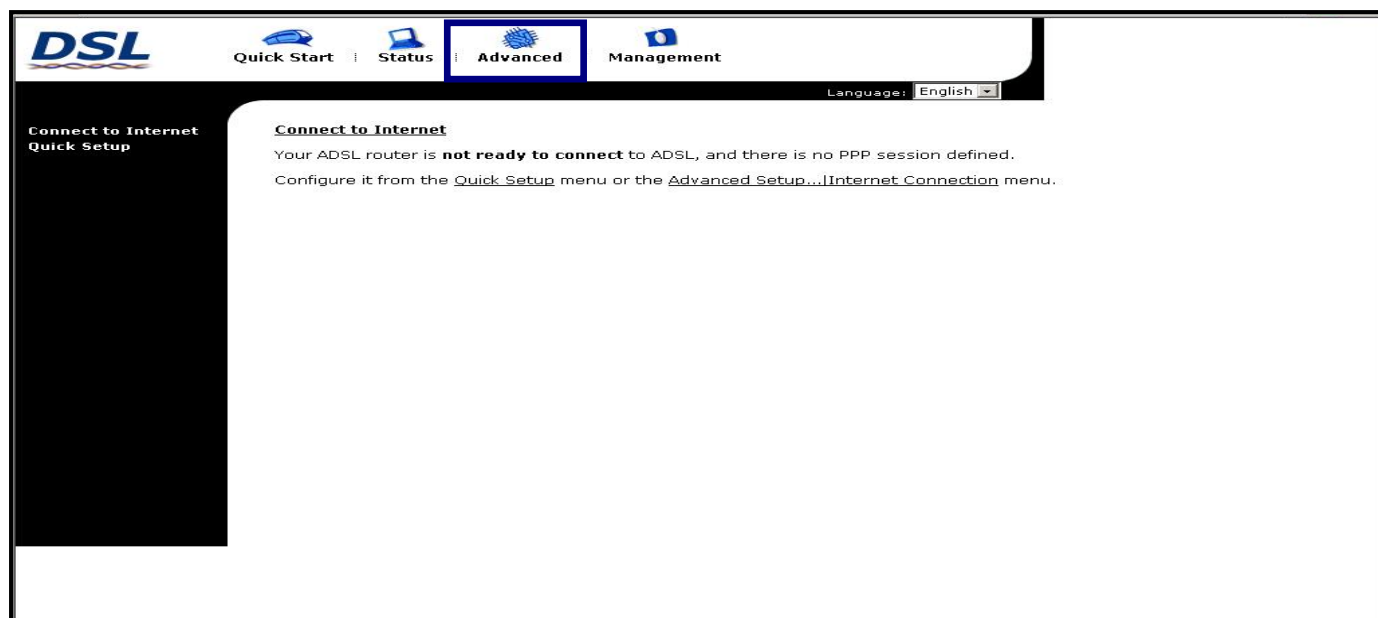 DSL
Quick Start
Status
Advanced
Management
Language: English
Connect to Internet
Quick Setup
Connect to Internet
Your ADSL router is not ready to connect to ADSL, and there is no PPP session defined.
Configure it from the Quick Setup menu or the Advanced Setup...|Internet Connection menu.